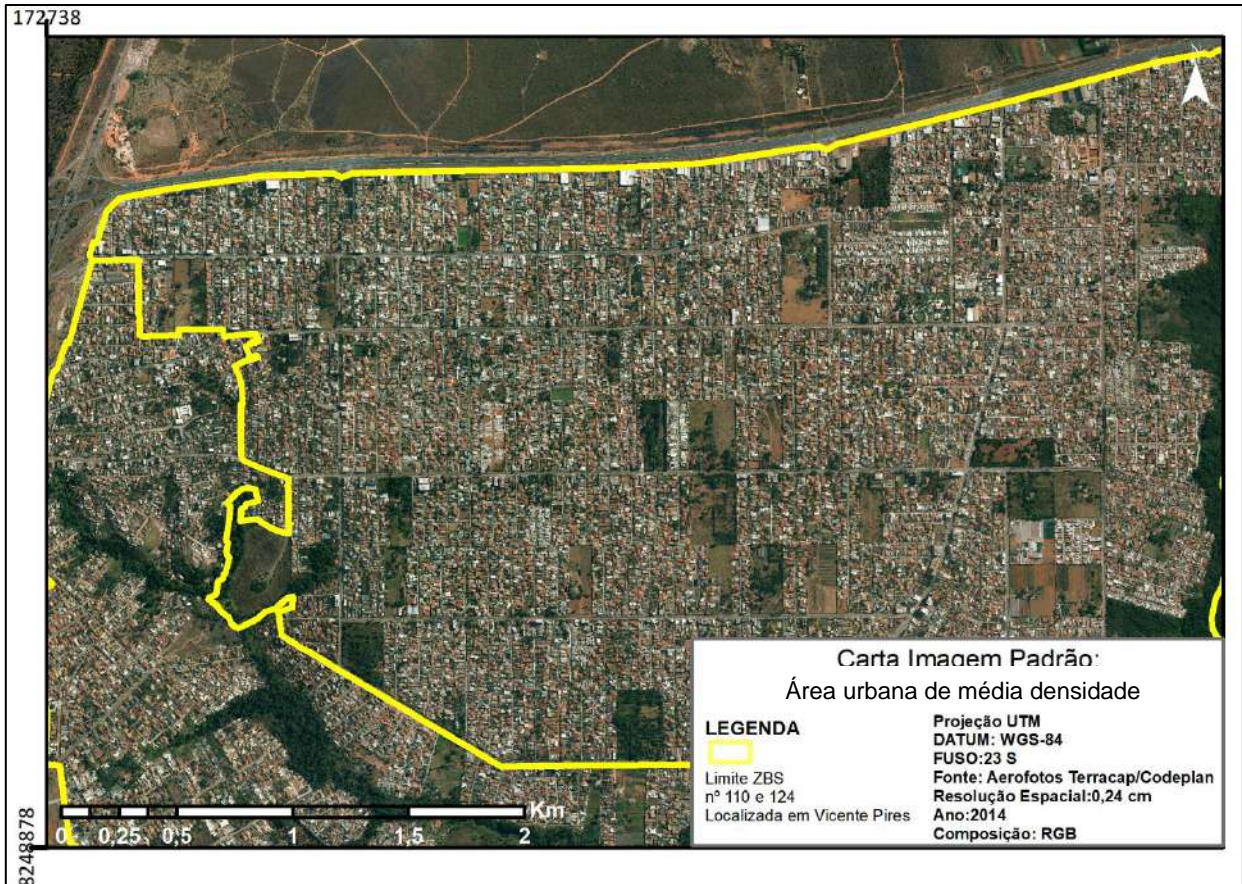 172738
8248878
Km
0 0,25 0,5 1 1,5 2
Carta Imagem Padrão:
Área urbana de média densidade
LEGENDA
Limite ZBS
nº 110 e 124
Localizada em Vicente Pires
Projeção UTM
DATUM: WGS-84
FUSO:23 S
Fonte: Aerofotos Terracap/Codeplan
Resolução Espacial:0,24 cm
Ano:2014
Composição: RGB